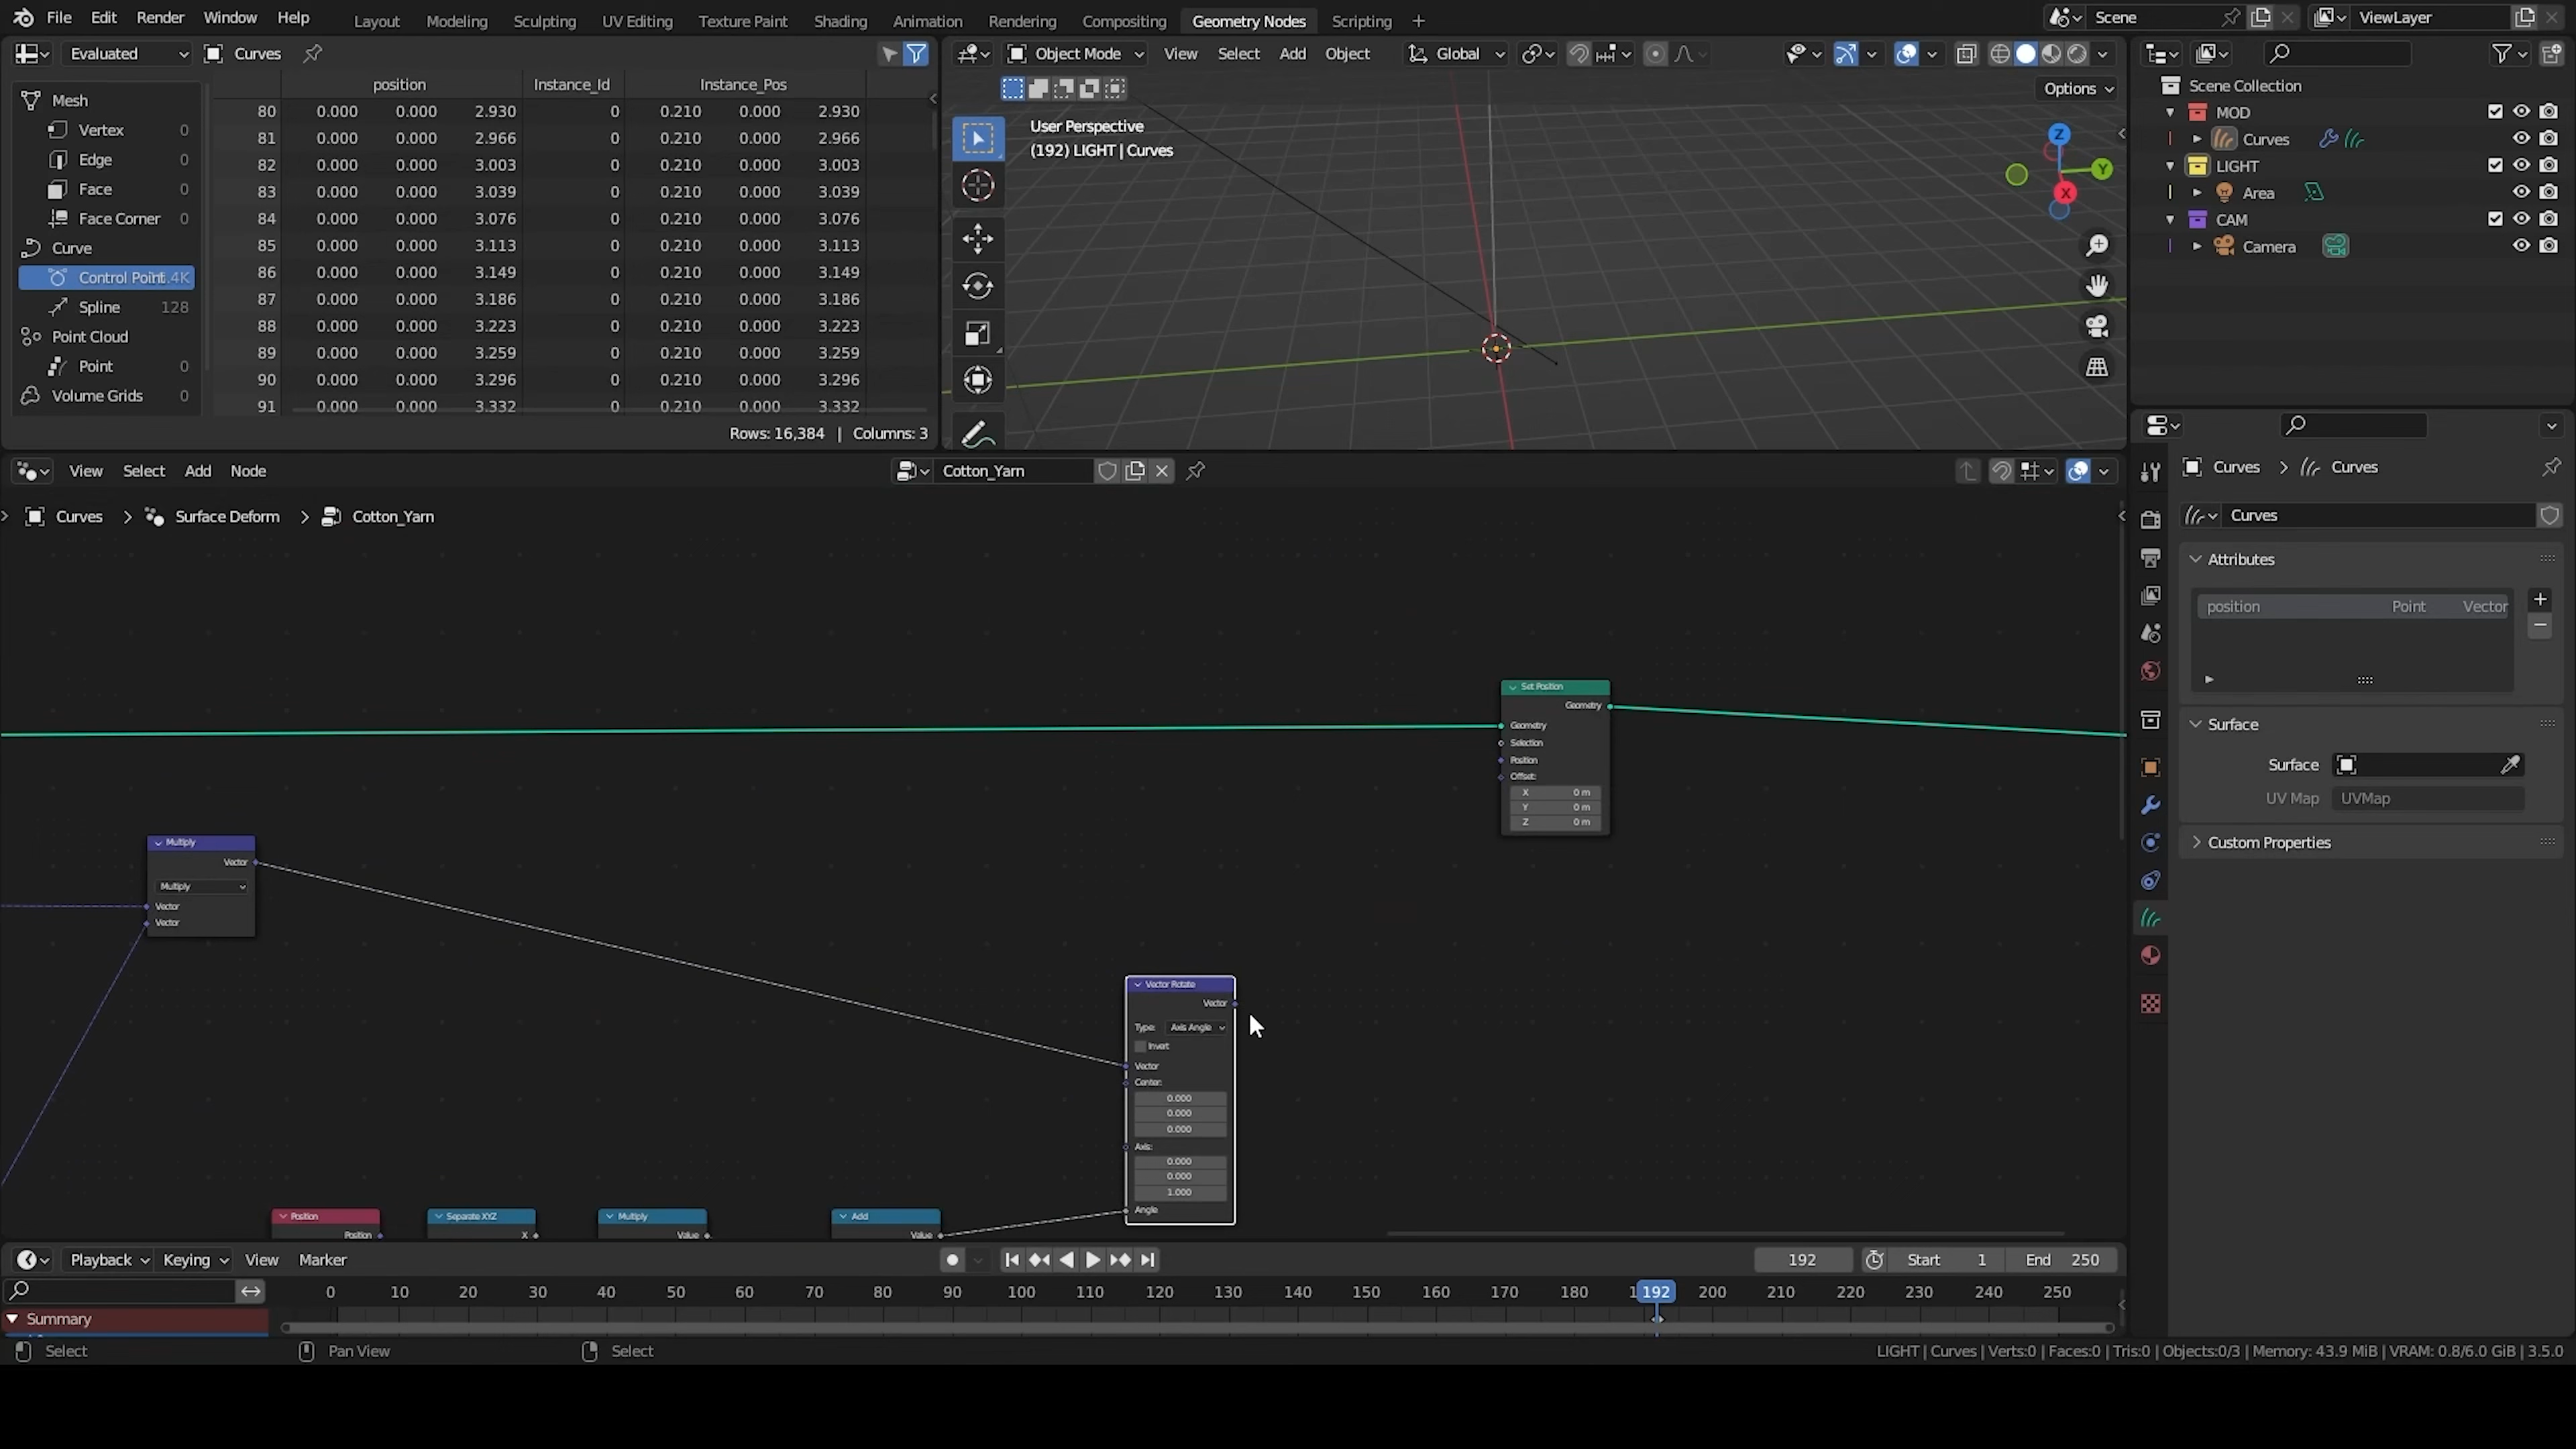 File Edit Render Window Help Layout Modeling Sculpting UV Editing Texture Paint Shading Animation Rendering Compositing Geometry Nodes Scripting + Scene ViewLayer
Evaluated Curves
position Instance_Id Instance_Pos
Mesh
Vertex 0
Edge 0
Face 0
Face Corner 0
Curve
Control Point .4K
Spline 128
Point Cloud
Point 0
Volume Grids 0
80 0.000 0.000 2.930 0 0.210 0.000 2.930
81 0.000 0.000 2.966 0 0.210 0.000 2.966
82 0.000 0.000 3.003 0 0.210 0.000 3.003
83 0.000 0.000 3.039 0 0.210 0.000 3.039
84 0.000 0.000 3.076 0 0.210 0.000 3.076
85 0.000 0.000 3.113 0 0.210 0.000 3.113
86 0.000 0.000 3.149 0 0.210 0.000 3.149
87 0.000 0.000 3.186 0 0.210 0.000 3.186
88 0.000 0.000 3.223 0 0.210 0.000 3.223
89 0.000 0.000 3.259 0 0.210 0.000 3.259
90 0.000 0.000 3.296 0 0.210 0.000 3.296
91 0.000 0.000 3.332 0 0.210 0.000 3.332
Rows: 16,384 | Columns: 3
Object Mode View Select Add Object Global
Options
User Perspective
(192) LIGHT | Curves
Z
Y
X
Scene Collection
MOD
Curves
LIGHT
Area
CAM
Camera
Curves > Curves
Curves
Attributes
position Point Vector
Surface
Surface
UV Map UVMap
Custom Properties
View Select Add Node Cotton_Yarn
Curves > Surface Deform > Cotton_Yarn
Set Position
Geometry
Geometry
Selection
Position
Offset:
X 0 m
Y 0 m
Z 0 m
Multiply
Vector
Multiply
Vector
Vector
Vector Rotate
Vector
Type: Axis Angle
Invert
Vector
Center:
0.000
0.000
0.000
Axis:
0.000
0.000
1.000
Angle
Position
Position
Separate XYZ
X
Multiply
Value
Add
Value
Playback Keying View Marker 192 Start 1 End 250
0 10 20 30 40 50 60 70 80 90 100 110 120 130 140 150 160 170 180 192 200 210 220 230 240 250
Summary
Select Pan View Select
LIGHT | Curves | Verts:0 | Faces:0 | Tris:0 | Objects:0/3 | Memory: 43.9 MiB | VRAM: 0.8/6.0 GiB | 3.5.0